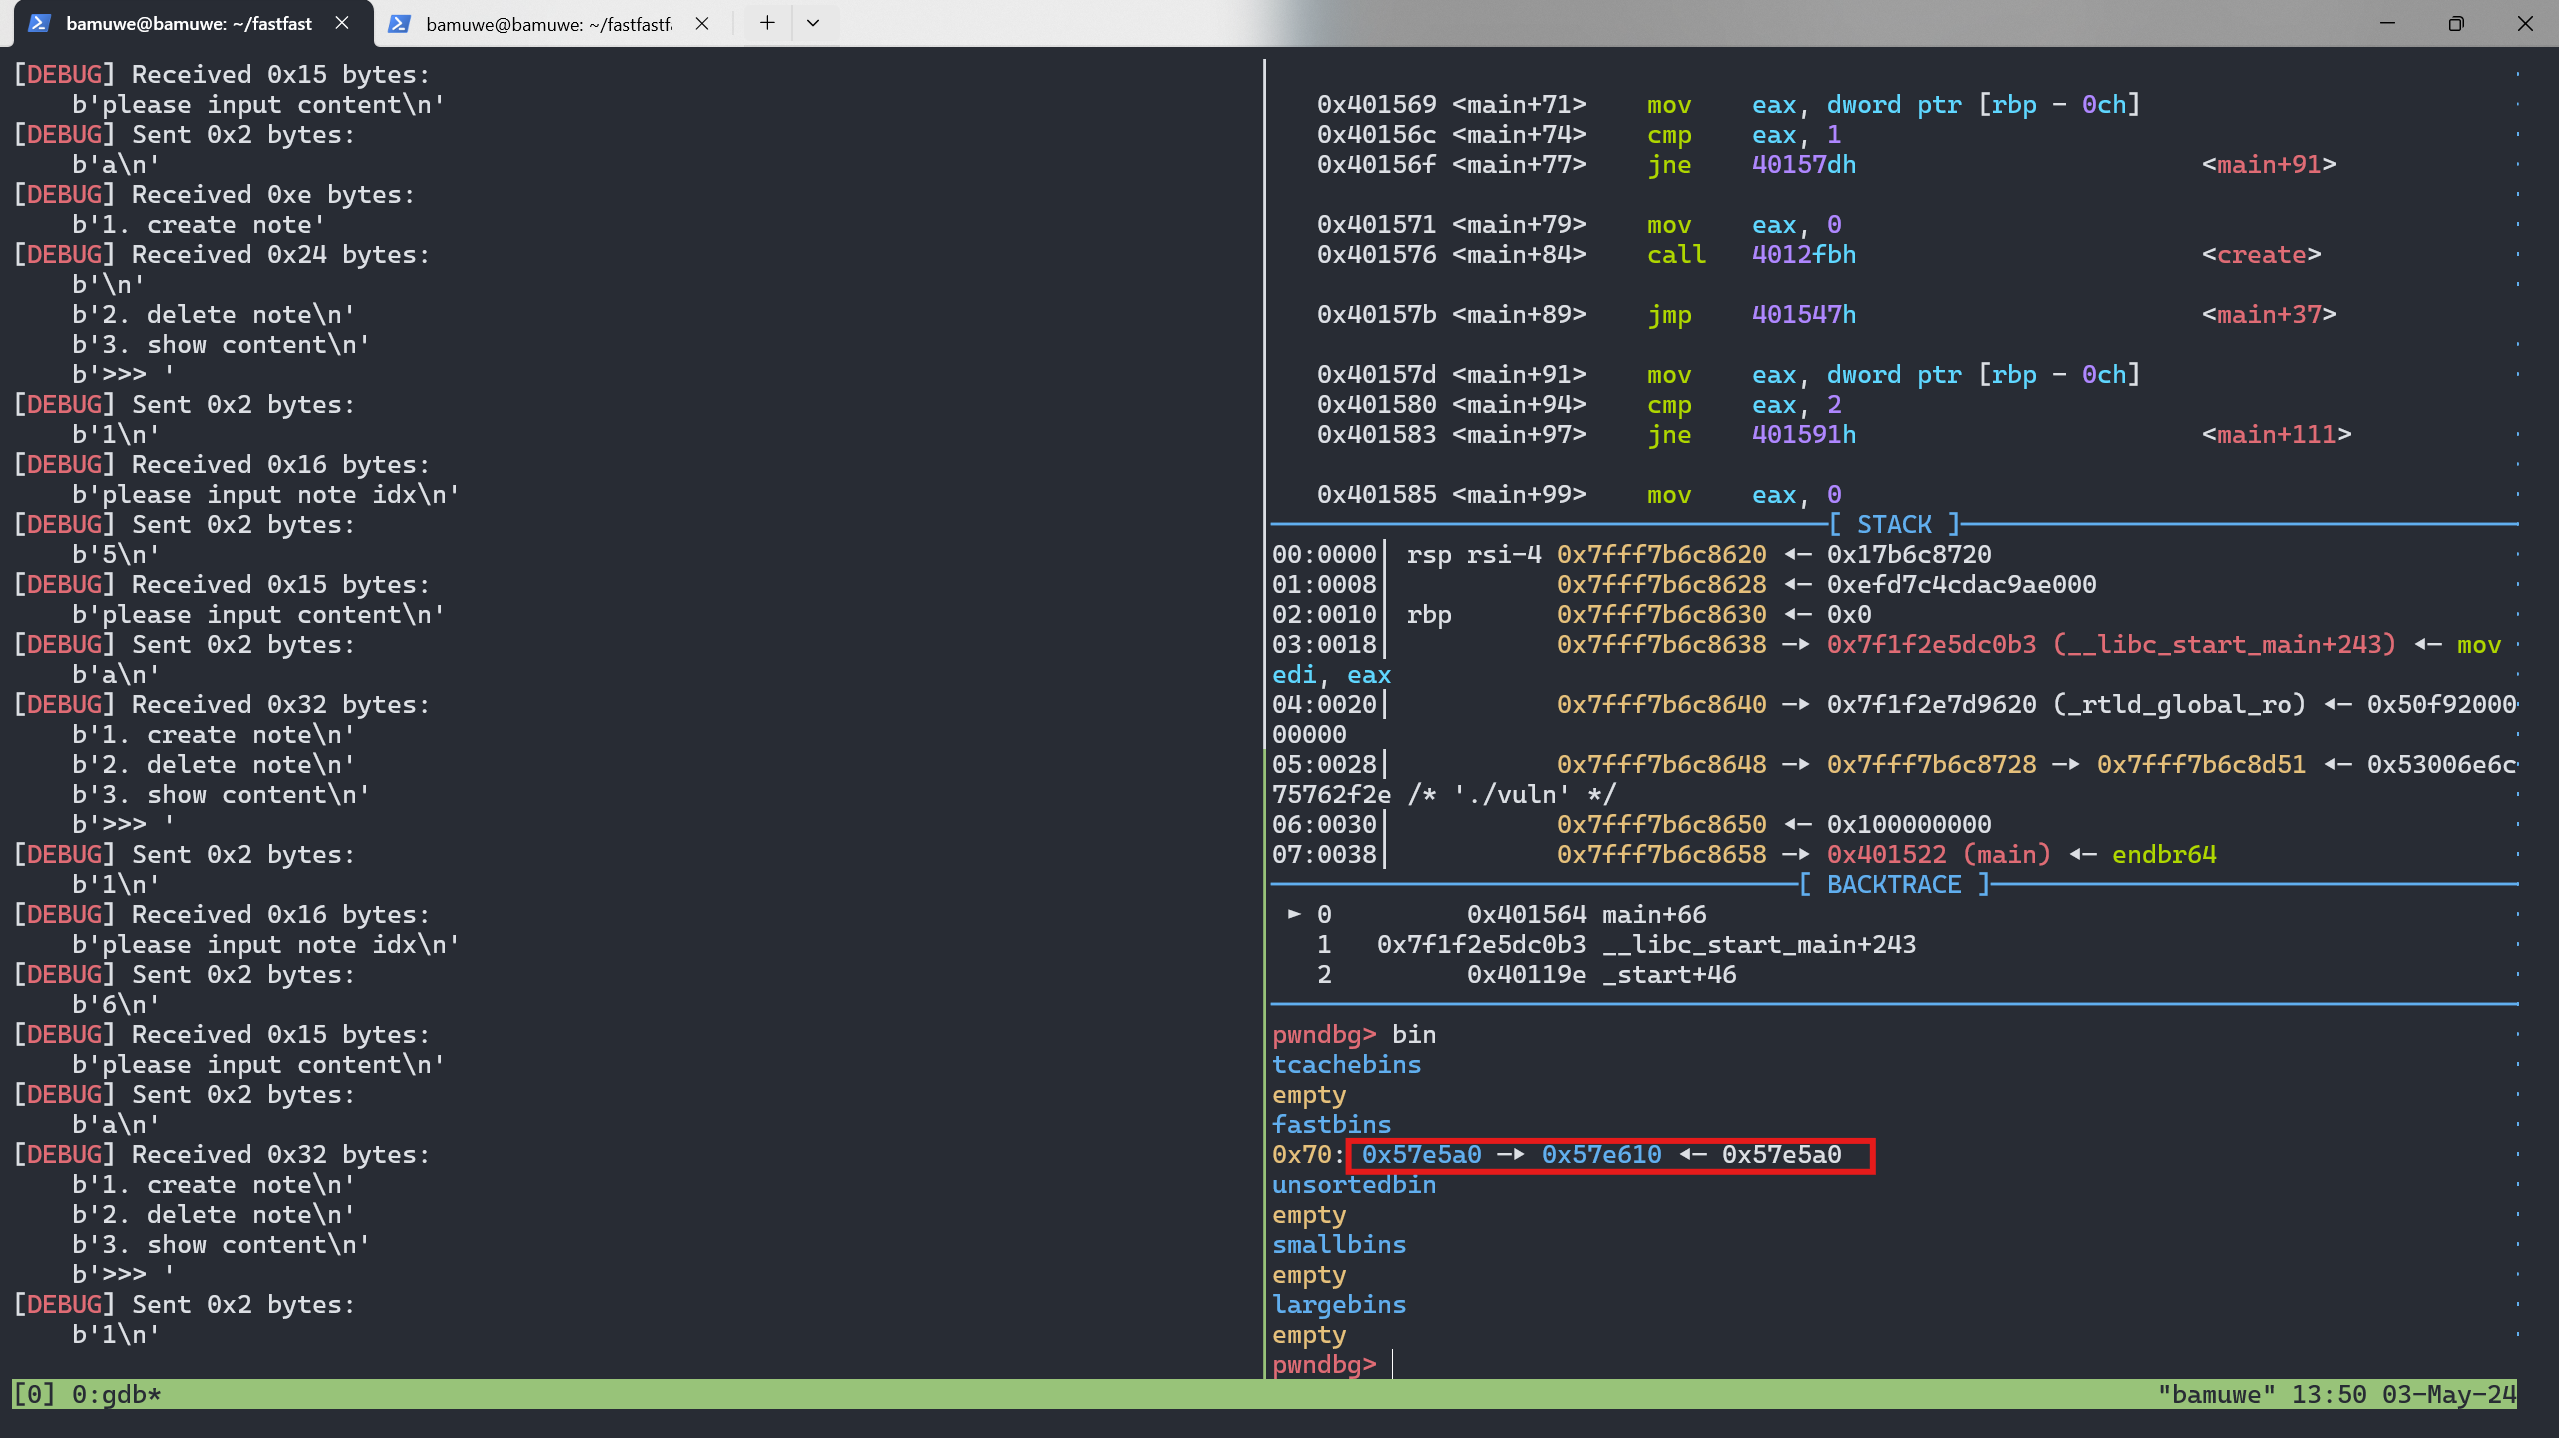 bamuwe@bamuwe: ~/fastfast
bamuwe@bamuwe: ~/fastfastf
[DEBUG] Received 0x15 bytes:
    b'please input content\n'
[DEBUG] Sent 0x2 bytes:
    b'a\n'
[DEBUG] Received 0xe bytes:
    b'1. create note'
[DEBUG] Received 0x24 bytes:
    b'\n'
    b'2. delete note\n'
    b'3. show content\n'
    b'>>> '
[DEBUG] Sent 0x2 bytes:
    b'1\n'
[DEBUG] Received 0x16 bytes:
    b'please input note idx\n'
[DEBUG] Sent 0x2 bytes:
    b'5\n'
[DEBUG] Received 0x15 bytes:
    b'please input content\n'
[DEBUG] Sent 0x2 bytes:
    b'a\n'
[DEBUG] Received 0x32 bytes:
    b'1. create note\n'
    b'2. delete note\n'
    b'3. show content\n'
    b'>>> '
[DEBUG] Sent 0x2 bytes:
    b'1\n'
[DEBUG] Received 0x16 bytes:
    b'please input note idx\n'
[DEBUG] Sent 0x2 bytes:
    b'6\n'
[DEBUG] Received 0x15 bytes:
    b'please input content\n'
[DEBUG] Sent 0x2 bytes:
    b'a\n'
[DEBUG] Received 0x32 bytes:
    b'1. create note\n'
    b'2. delete note\n'
    b'3. show content\n'
    b'>>> '
[DEBUG] Sent 0x2 bytes:
    b'1\n'
0x401569 <main+71>    mov    eax, dword ptr [rbp - 0ch]
0x40156c <main+74>    cmp    eax, 1
0x40156f <main+77>    jne    40157dh    <main+91>
0x401571 <main+79>    mov    eax, 0
0x401576 <main+84>    call   4012fbh    <create>
0x40157b <main+89>    jmp    401547h    <main+37>
0x40157d <main+91>    mov    eax, dword ptr [rbp - 0ch]
0x401580 <main+94>    cmp    eax, 2
0x401583 <main+97>    jne    401591h    <main+111>
0x401585 <main+99>    mov    eax, 0
[ STACK ]
00:0000│ rsp rsi-4 0x7fff7b6c8620 ◂— 0x17b6c8720
01:0008│           0x7fff7b6c8628 ◂— 0xefd7c4cdac9ae000
02:0010│ rbp       0x7fff7b6c8630 ◂— 0x0
03:0018│           0x7fff7b6c8638 —▸ 0x7f1f2e5dc0b3 (__libc_start_main+243) ◂— mov
edi, eax
04:0020│           0x7fff7b6c8640 —▸ 0x7f1f2e7d9620 (_rtld_global_ro) ◂— 0x50f92000
00000
05:0028│           0x7fff7b6c8648 —▸ 0x7fff7b6c8728 —▸ 0x7fff7b6c8d51 ◂— 0x53006e6c
75762f2e /* './vuln' */
06:0030│           0x7fff7b6c8650 ◂— 0x100000000
07:0038│           0x7fff7b6c8658 —▸ 0x401522 (main) ◂— endbr64
[ BACKTRACE ]
► 0         0x401564 main+66
  1   0x7f1f2e5dc0b3 __libc_start_main+243
  2         0x40119e _start+46
pwndbg> bin
tcachebins
empty
fastbins
0x70: 0x57e5a0 —▸ 0x57e610 ◂— 0x57e5a0
unsortedbin
empty
smallbins
empty
largebins
empty
pwndbg>
[0] 0:gdb*    "bamuwe" 13:50 03-May-24